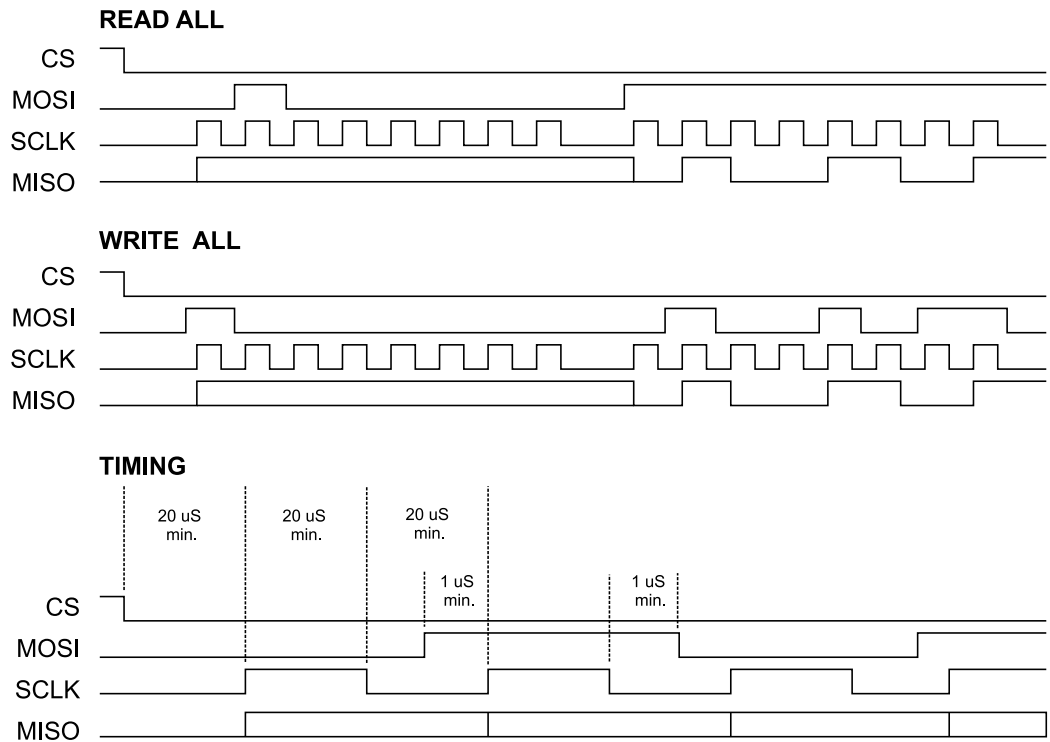 READ ALL
CS
MOSI
SCLK
MISO
WRITE ALL
CS
MOSI
SCLK
MISO
TIMING
20 uS
min.
20 uS
min.
20 uS
min.
1 uS
min.
1 uS
min.
CS
MOSI
SCLK
MISO